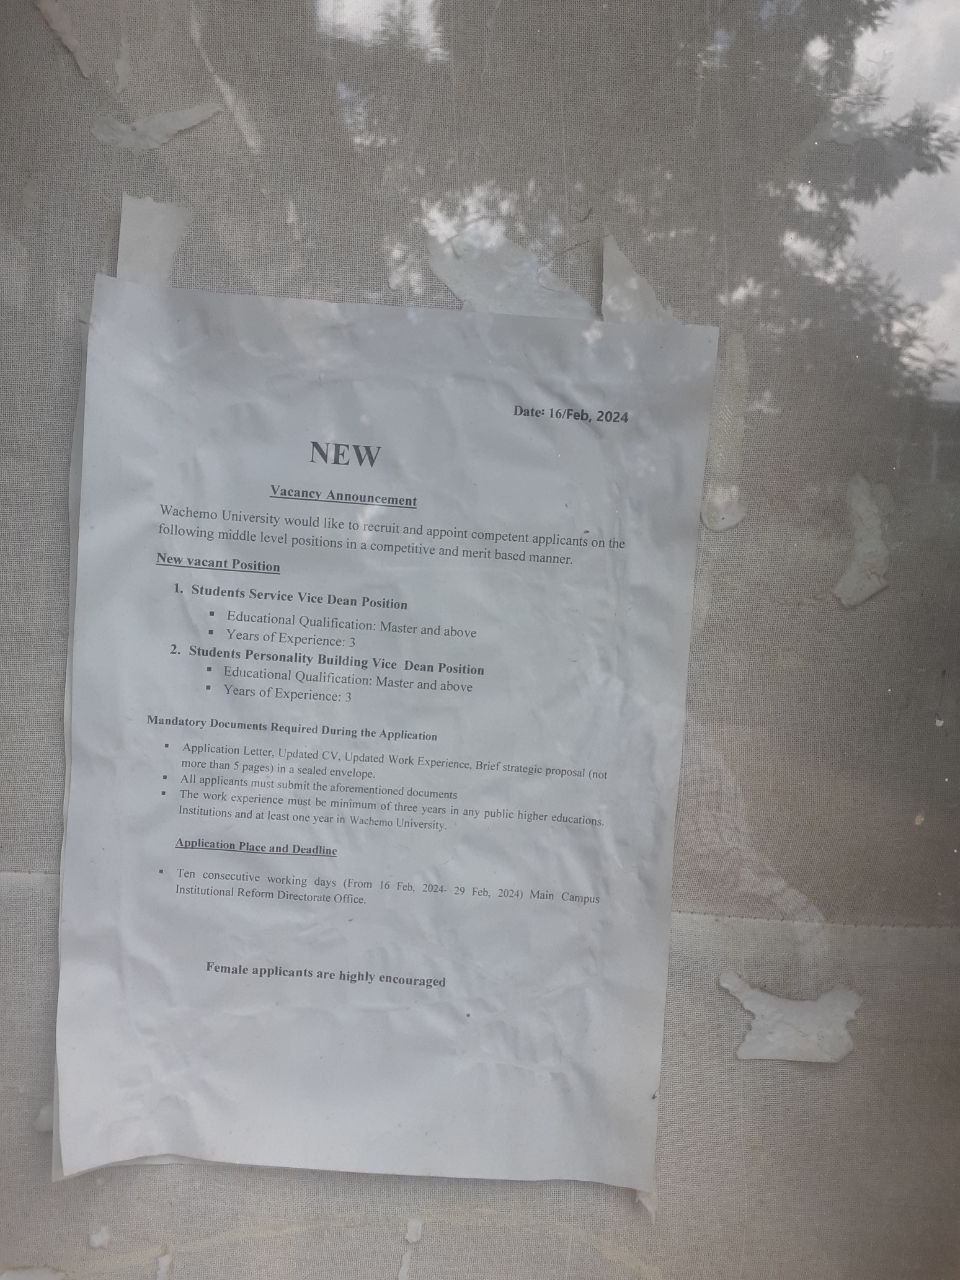 Date: 16/Feb, 2024
NEW
Vacancy Announcement
Wachemo University would like to recruit and appoint competent applicants on the
following middle level positions in a competitive and merit based manner.
New vacant Position
1. Students Service Vice Dean Position
▪ Educational Qualification: Master and above
▪ Years of Experience: 3
2. Students Personality Building Vice Dean Position
▪ Educational Qualification: Master and above
▪ Years of Experience: 3
Mandatory Documents Required During the Application
▪ Application Letter, Updated CV, Updated Work Experience, Brief strategic proposal (not
more than 5 pages) in a sealed envelope.
▪ All applicants must submit the aforementioned documents
▪ The work experience must be minimum of three years in any public higher educations.
Institutions and at least one year in Wachemo University.
Application Place and Deadline
▪ Ten consecutive working days (From 16 Feb, 2024- 29 Feb, 2024) Main Campus
Institutional Reform Directorate Office.
Female applicants are highly encouraged